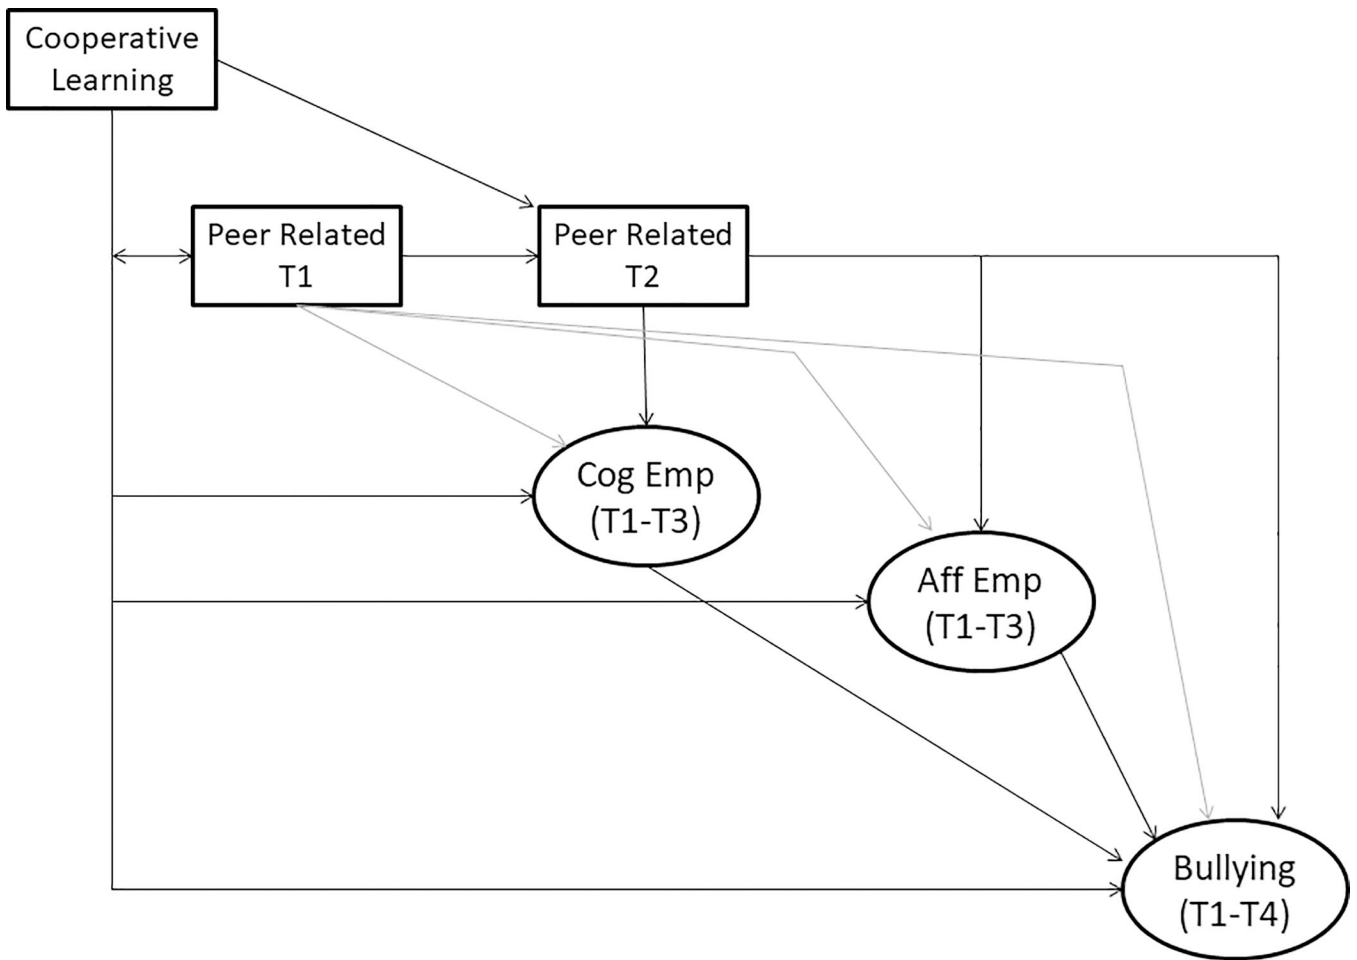 Cooperative
Learning
Peer Related
T1
Peer Related
T2
Cog Emp
(T1-T3)
Aff Emp
(T1-T3)
Bullying
(T1-T4)